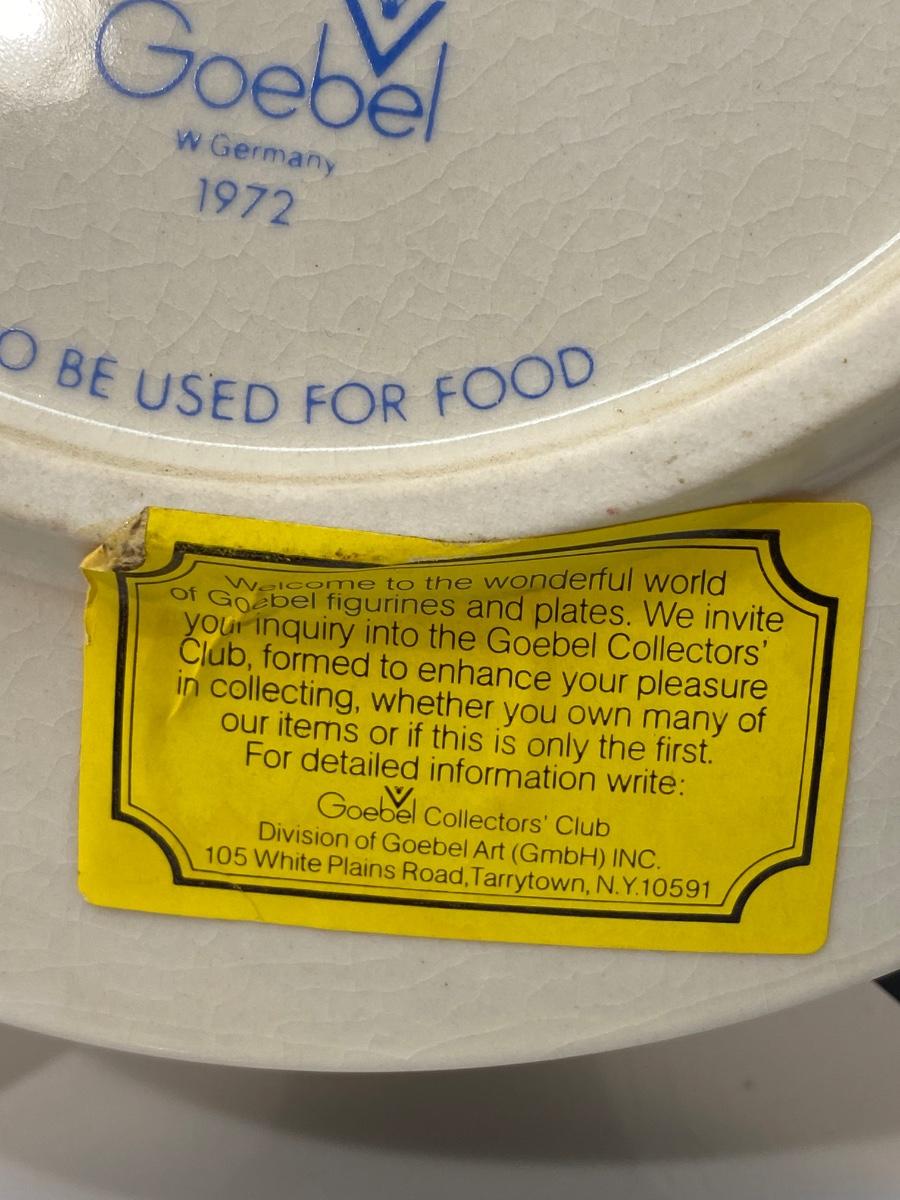 Goebel
W Germany
1972
O BE USED FOR FOOD
Welcome to the wonderful world
of Goebel figurines and plates. We invite
your inquiry into the Goebel Collectors'
Club, formed to enhance your pleasure
in collecting, whether you own many of
our items or if this is only the first.
For detailed information write:
Goebel Collectors' Club
Division of Goebel Art (GmbH) INC.
105 White Plains Road, Tarrytown, N.Y.10591